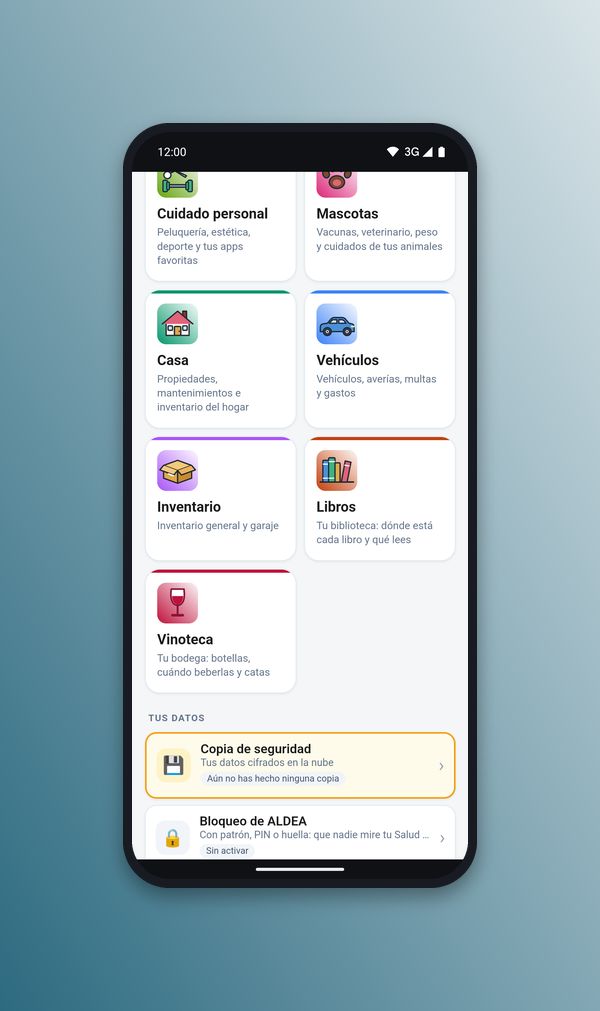 12:00
3G
Cuidado personal
Peluquería, estética,
deporte y tus apps
favoritas
Mascotas
Vacunas, veterinario, peso
y cuidados de tus animales
Casa
Propiedades,
mantenimientos e
inventario del hogar
Vehículos
Vehículos, averías, multas
y gastos
Inventario
Inventario general y garaje
Libros
Tu biblioteca: dónde está
cada libro y qué lees
Vinoteca
Tu bodega: botellas,
cuándo beberlas y catas
TUS DATOS
Copia de seguridad
Tus datos cifrados en la nube
Aún no has hecho ninguna copia
Bloqueo de ALDEA
Con patrón, PIN o huella: que nadie mire tu Salud ...
Sin activar